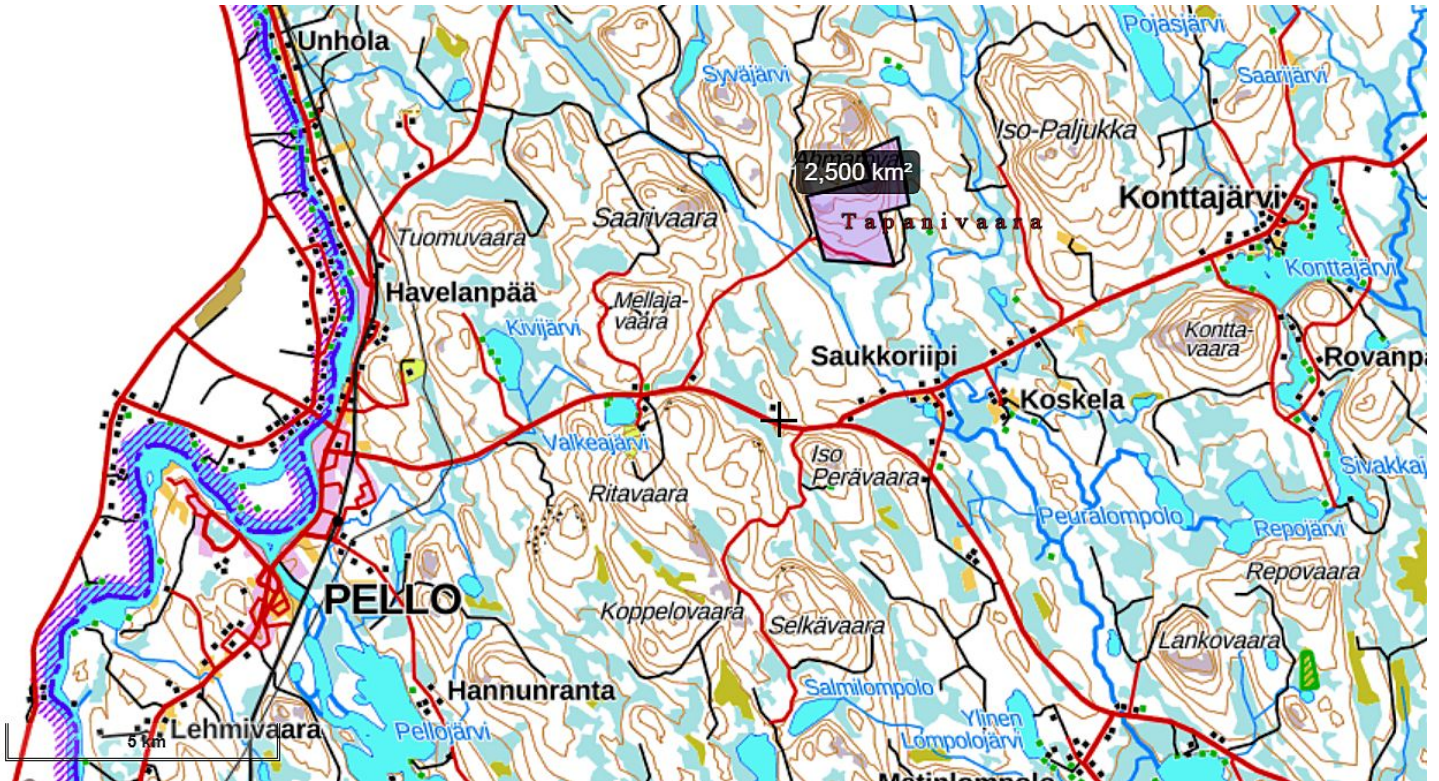 Pojasjärvi
Unhola
Syväjärvi
Saarijärvi
Iso-Paljukka
2,500 km²
Konttajärvi
Saarivaara
Tapanivaara
Tuomuvaara
Konttajärvi
Havelanpää
Mellaja-
vaara
Kivijärvi
Kontta-
vaara
Saukkoriipi
Rovanpä
Koskela
Valkeajärvi
Iso
Perävaara
Sivakkaj
Ritavaara
Peuralompolo
Repojärvi
Repovaara
PELLO
Koppelovaara
Selkävaara
Lankovaara
Hannunranta
Salmilompolo
Lehmivaara
Pellojärvi
Ylinen
Lompolojärvi
5 km